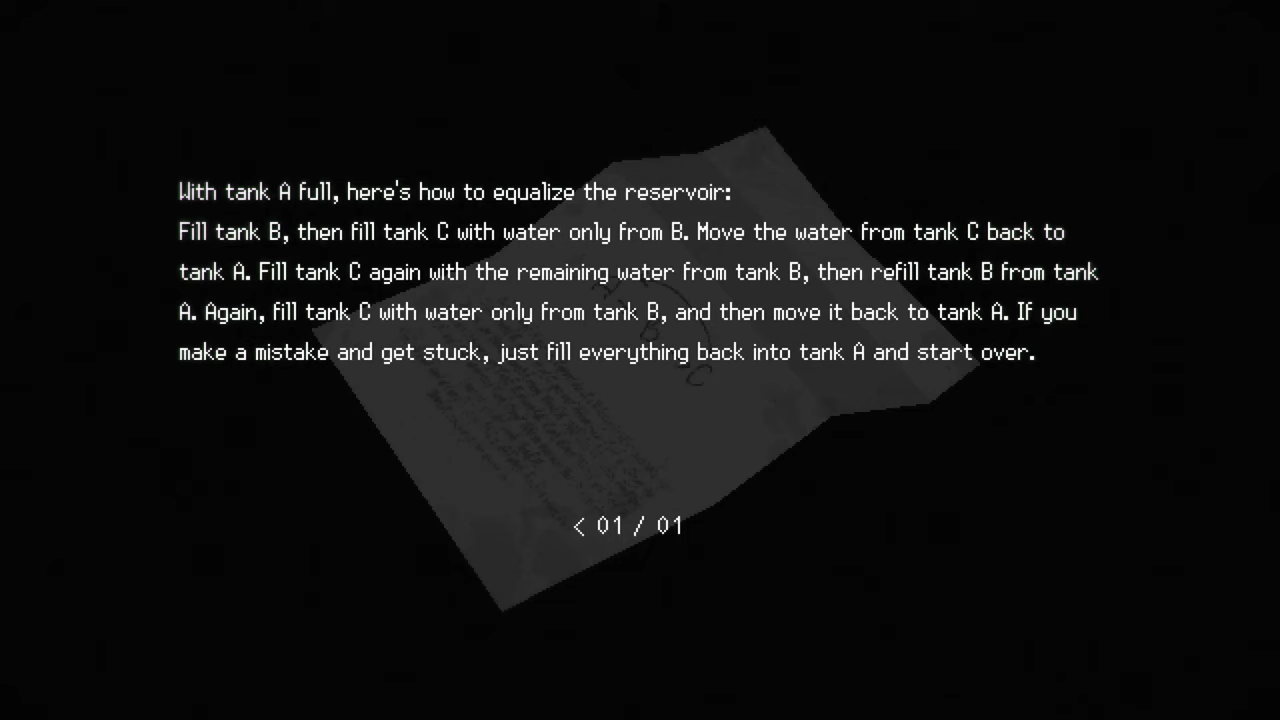 With tank A full, here's how to equalize the reservoir:
Fill tank B, then fill tank C with water only from B. Move the water from tank C back to
tank A. Fill tank C again with the remaining water from tank B, then refill tank B from tank
A. Again, fill tank C with water only from tank B, and then move it back to tank A. If you
make a mistake and get stuck, just fill everything back into tank A and start over.
A
B
C
< 01 / 01